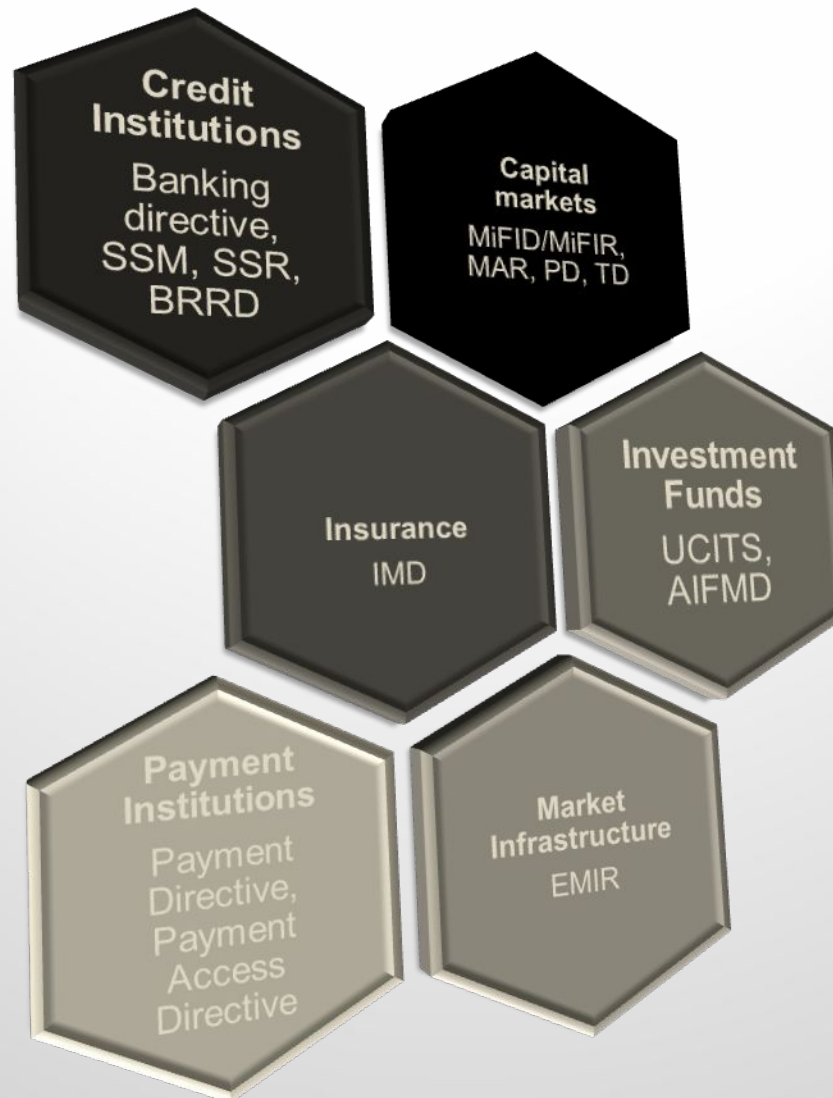 Credit
Institutions
Banking
directive,
SSM, SSR,
BRRD
Capital
markets
MiFID/MiFIR,
MAR, PD, TD
Insurance
IMD
Investment
Funds
UCITS,
AIFMD
Payment
Institutions
Payment
Directive,
Payment
Access
Directive
Market
Infrastructure
EMIR